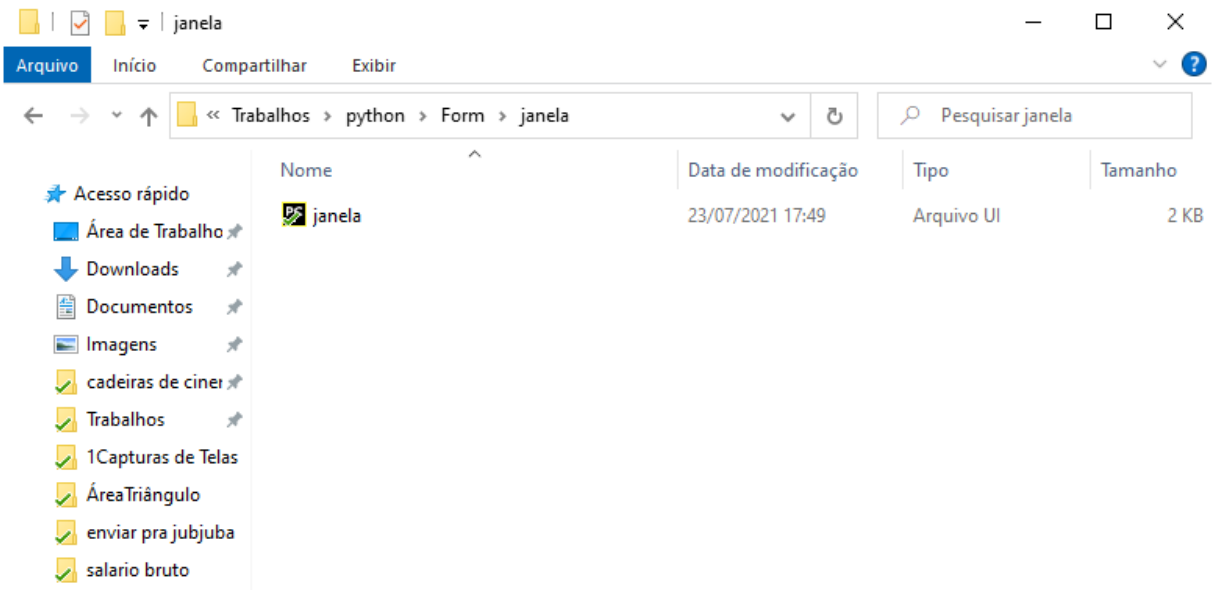 janela
Arquivo Início Compartilhar Exibir
« Trabalhos > python > Form > janela Pesquisar janela
Nome Data de modificação Tipo Tamanho
Acesso rápido
PS janela 23/07/2021 17:49 Arquivo UI 2 KB
Área de Trabalho
Downloads
Documentos
Imagens
cadeiras de ciner
Trabalhos
1Capturas de Telas
ÁreaTriângulo
enviar pra jubjuba
salario bruto